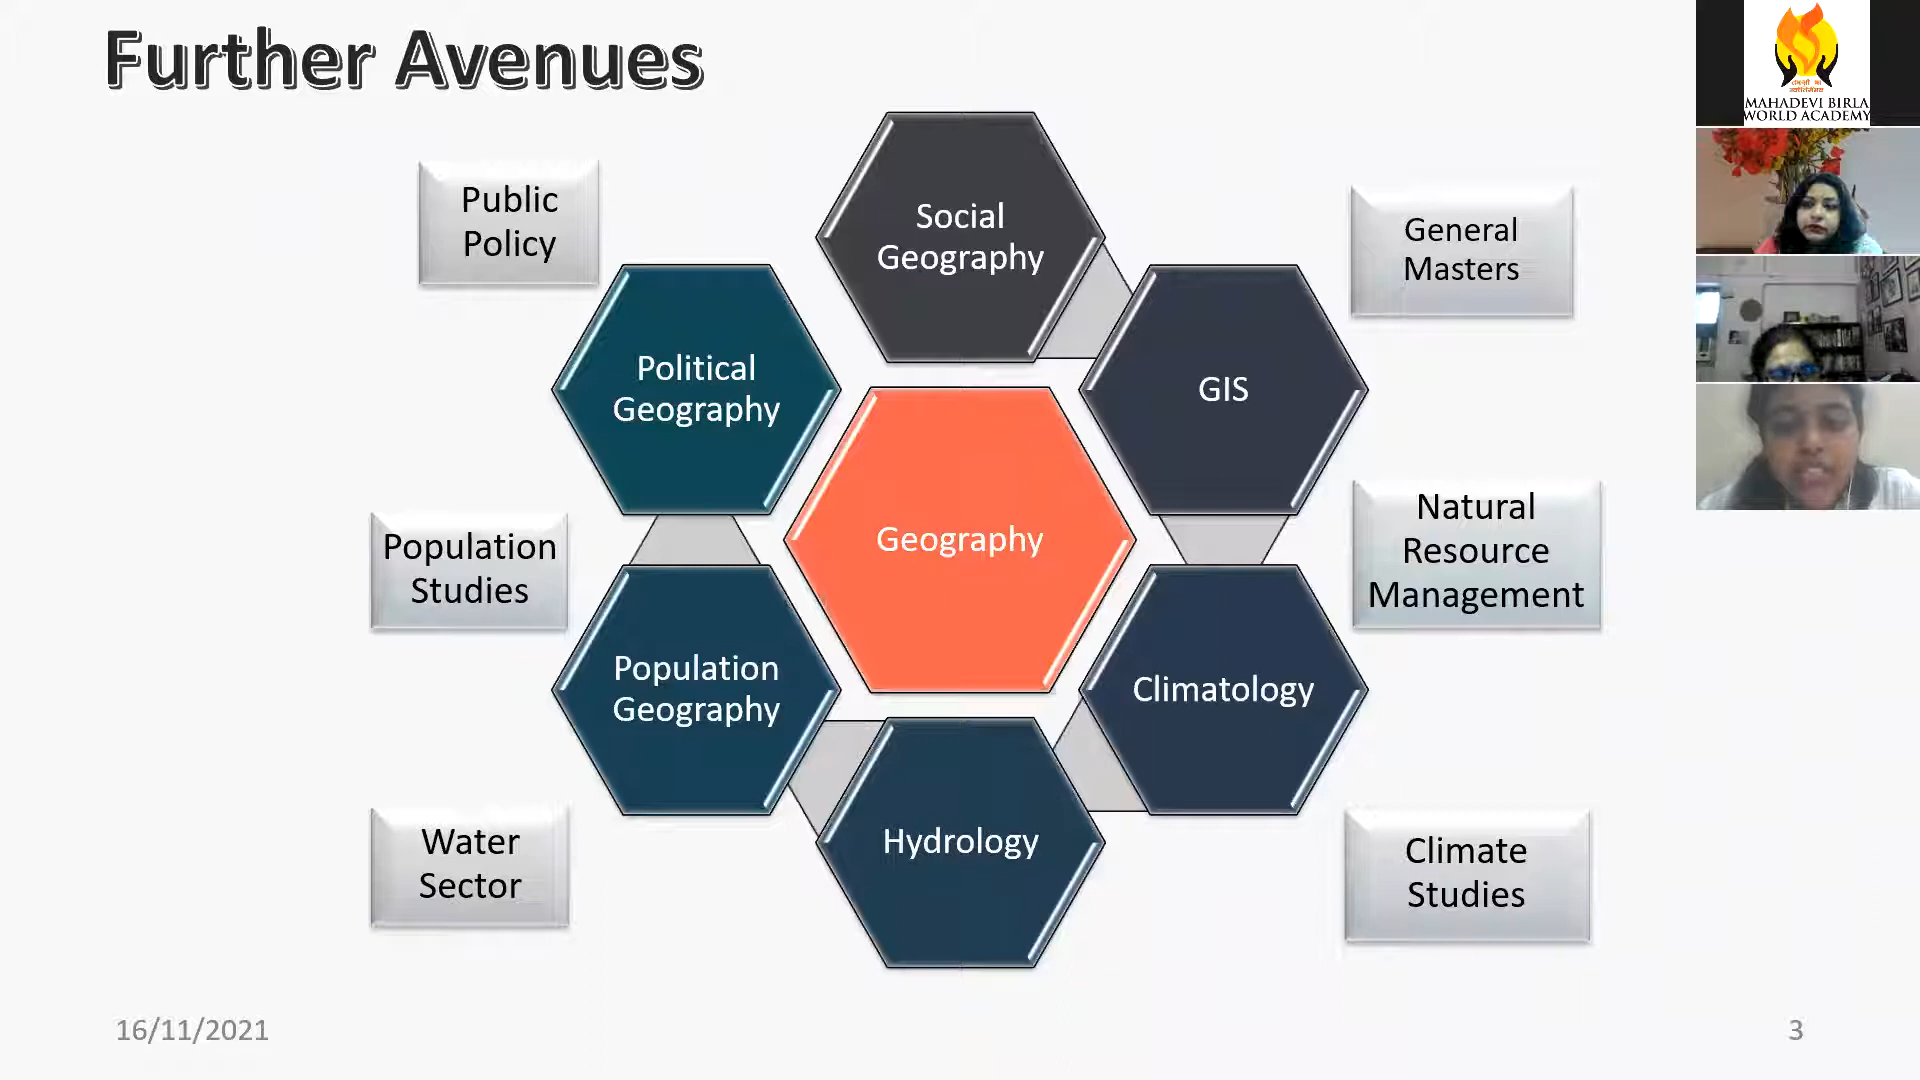 Further Avenues
MAHADEVI BIRLA
WORLD ACADEMY
Public
Policy
Social
Geography
General
Masters
Political
Geography
GIS
Geography
Population
Studies
Natural
Resource
Management
Population
Geography
Climatology
Hydrology
Water
Sector
Climate
Studies
16/11/2021
3